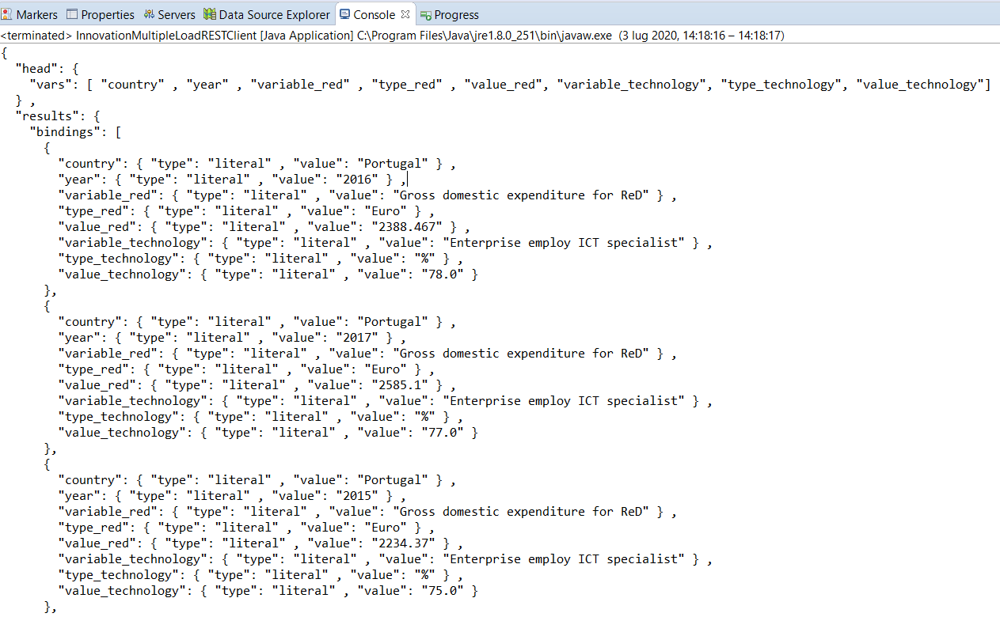 Markers Properties Servers Data Source Explorer Console Progress
<terminated> InnovationMultipleLoadRESTClient [Java Application] C:\Program Files\Java\jre1.8.0_251\bin\javaw.exe (3 lug 2020, 14:18:16 – 14:18:17)
{
  "head": {
    "vars": [ "country" , "year" , "variable_red" , "type_red" , "value_red", "variable_technology", "type_technology", "value_technology"]
  } ,
  "results": {
    "bindings": [
      {
        "country": { "type": "literal" , "value": "Portugal" } ,
        "year": { "type": "literal" , "value": "2016" } ,
        "variable_red": { "type": "literal" , "value": "Gross domestic expenditure for ReD" } ,
        "type_red": { "type": "literal" , "value": "Euro" } ,
        "value_red": { "type": "literal" , "value": "2388.467" } ,
        "variable_technology": { "type": "literal" , "value": "Enterprise employ ICT specialist" } ,
        "type_technology": { "type": "literal" , "value": "%" } ,
        "value_technology": { "type": "literal" , "value": "78.0" }
      },
      {
        "country": { "type": "literal" , "value": "Portugal" } ,
        "year": { "type": "literal" , "value": "2017" } ,
        "variable_red": { "type": "literal" , "value": "Gross domestic expenditure for ReD" } ,
        "type_red": { "type": "literal" , "value": "Euro" } ,
        "value_red": { "type": "literal" , "value": "2585.1" } ,
        "variable_technology": { "type": "literal" , "value": "Enterprise employ ICT specialist" } ,
        "type_technology": { "type": "literal" , "value": "%" } ,
        "value_technology": { "type": "literal" , "value": "77.0" }
      },
      {
        "country": { "type": "literal" , "value": "Portugal" } ,
        "year": { "type": "literal" , "value": "2015" } ,
        "variable_red": { "type": "literal" , "value": "Gross domestic expenditure for ReD" } ,
        "type_red": { "type": "literal" , "value": "Euro" } ,
        "value_red": { "type": "literal" , "value": "2234.37" } ,
        "variable_technology": { "type": "literal" , "value": "Enterprise employ ICT specialist" } ,
        "type_technology": { "type": "literal" , "value": "%" } ,
        "value_technology": { "type": "literal" , "value": "75.0" }
      },